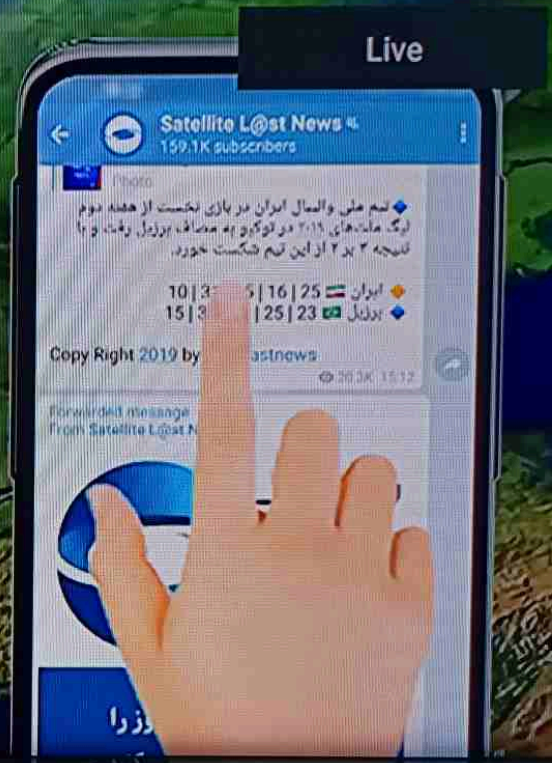 Live
Satellite L@st News
159.1K subscribers
Photo
تیم ملی والیبال ایران در بازی نخست از هفته دوم
لیگ ملت‌های ۲۰۱۹ در توکیو به مصاف برزیل رفت و با
نتیجه ۳ بر ۲ از این تیم شکست خورد.
ایران 25 | 16 | 10
برزیل 23 | 25 | 15
Copy Right 2019 by astnews
20.3K 15:12
Forwarded message
From Satellite L@st N